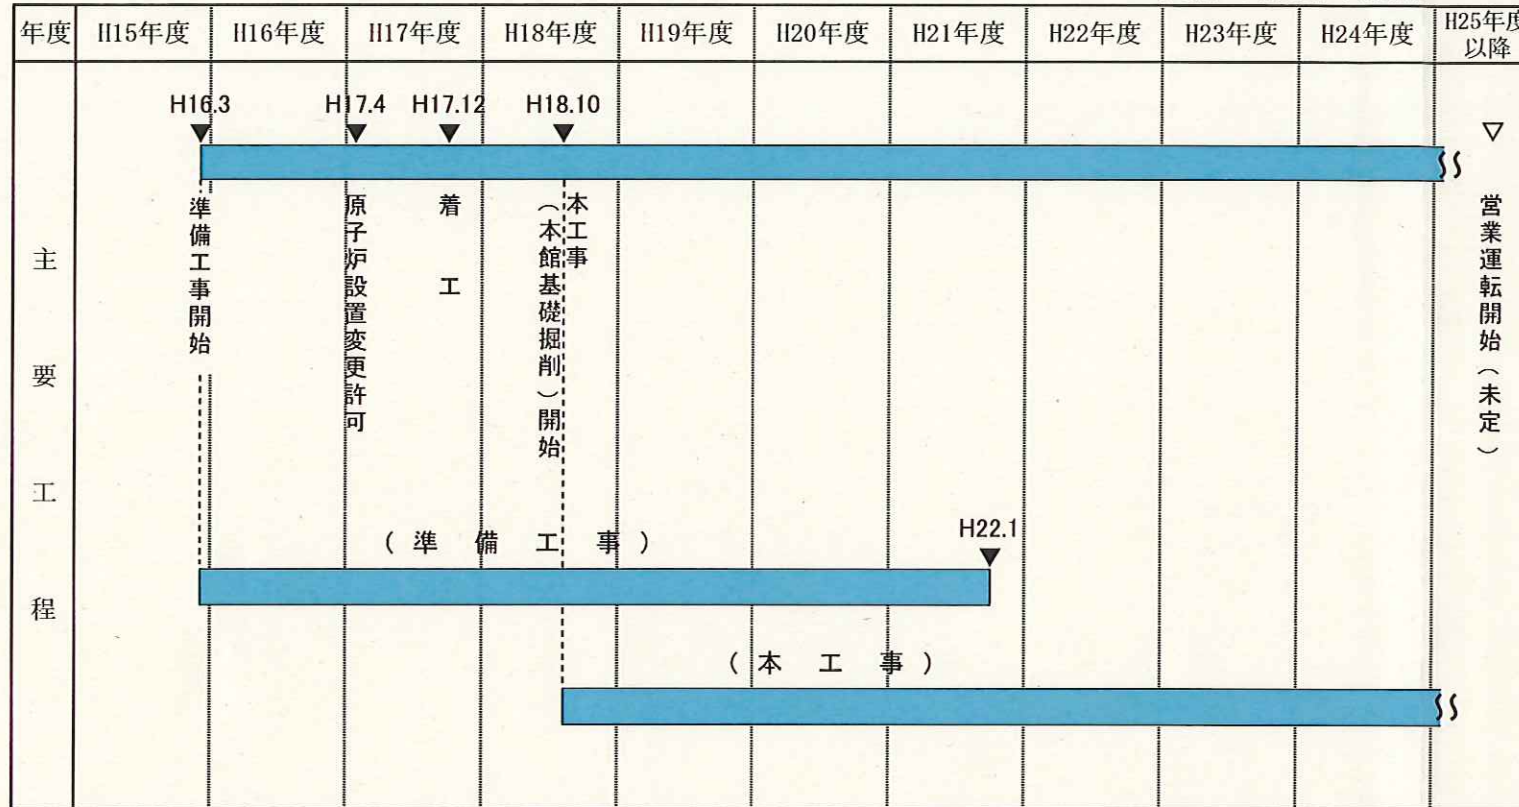 年度 H15年度 H16年度 H17年度 H18年度 H19年度 H20年度 H21年度 H22年度 H23年度 H24年度 H25年度
以降
主要工程
H16.3 H17.4 H17.12 H18.10
準備工事開始
原子炉設置変更許可
着工
本工事
(本館基礎掘削)開始
営業運転開始(未定)
(準備工事)
H22.1
(本工事)